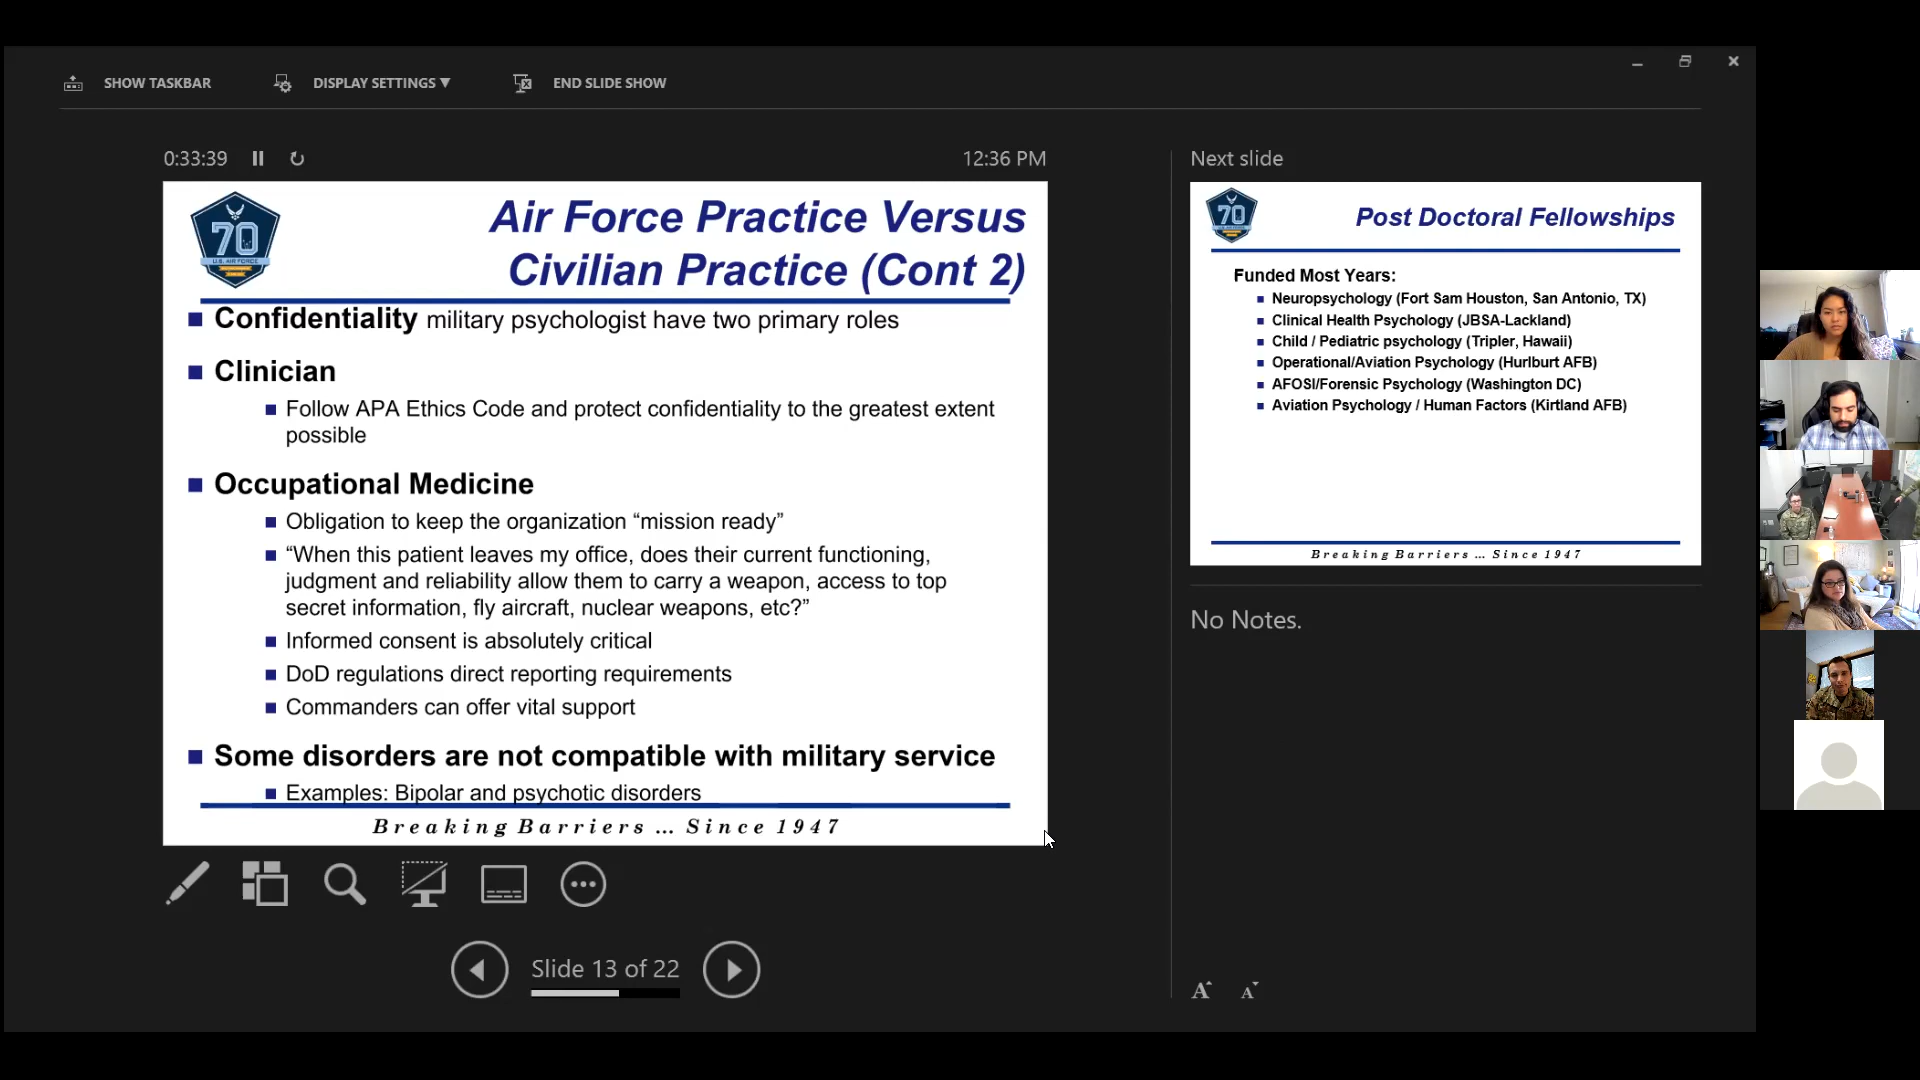 SHOW TASKBAR
DISPLAY SETTINGS ▼
END SLIDE SHOW
0:33:39
12:36 PM
70
U.S. AIR FORCE
Air Force Practice Versus
Civilian Practice (Cont 2)
Confidentiality military psychologist have two primary roles
Clinician
Follow APA Ethics Code and protect confidentiality to the greatest extent
possible
Occupational Medicine
Obligation to keep the organization “mission ready”
“When this patient leaves my office, does their current functioning,
judgment and reliability allow them to carry a weapon, access to top
secret information, fly aircraft, nuclear weapons, etc?”
Informed consent is absolutely critical
DoD regulations direct reporting requirements
Commanders can offer vital support
Some disorders are not compatible with military service
Examples: Bipolar and psychotic disorders
Breaking Barriers ... Since 1947
Slide 13 of 22
Next slide
70
Post Doctoral Fellowships
Funded Most Years:
Neuropsychology (Fort Sam Houston, San Antonio, TX)
Clinical Health Psychology (JBSA-Lackland)
Child / Pediatric psychology (Tripler, Hawaii)
Operational/Aviation Psychology (Hurlburt AFB)
AFOSI/Forensic Psychology (Washington DC)
Aviation Psychology / Human Factors (Kirtland AFB)
Breaking Barriers ... Since 1947
No Notes.
A A